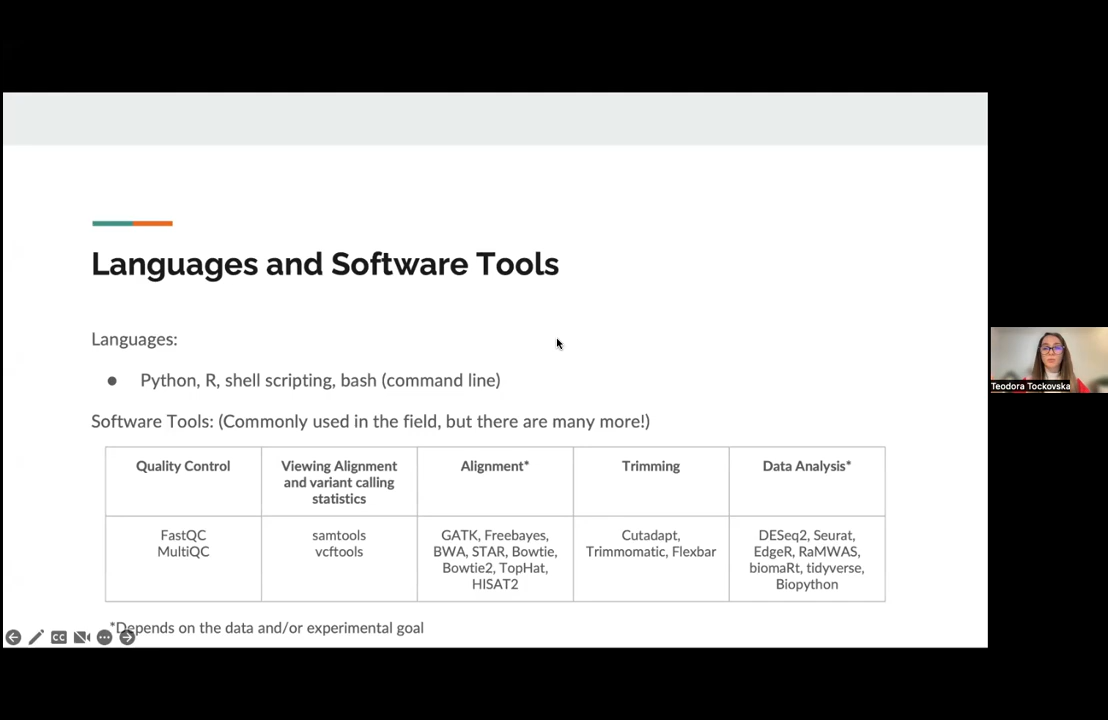 Languages and Software Tools
Languages:
● Python, R, shell scripting, bash (command line)
Software Tools: (Commonly used in the field, but there are many more!)
Quality Control
Viewing Alignment
and variant calling
statistics
Alignment*
Trimming
Data Analysis*
FastQC
MultiQC
samtools
vcftools
GATK, Freebayes,
BWA, STAR, Bowtie,
Bowtie2, TopHat,
HISAT2
Cutadapt,
Trimmomatic, Flexbar
DESeq2, Seurat,
EdgeR, RaMWAS,
biomaRt, tidyverse,
Biopython
*Depends on the data and/or experimental goal
CC
Teodora Tockovska